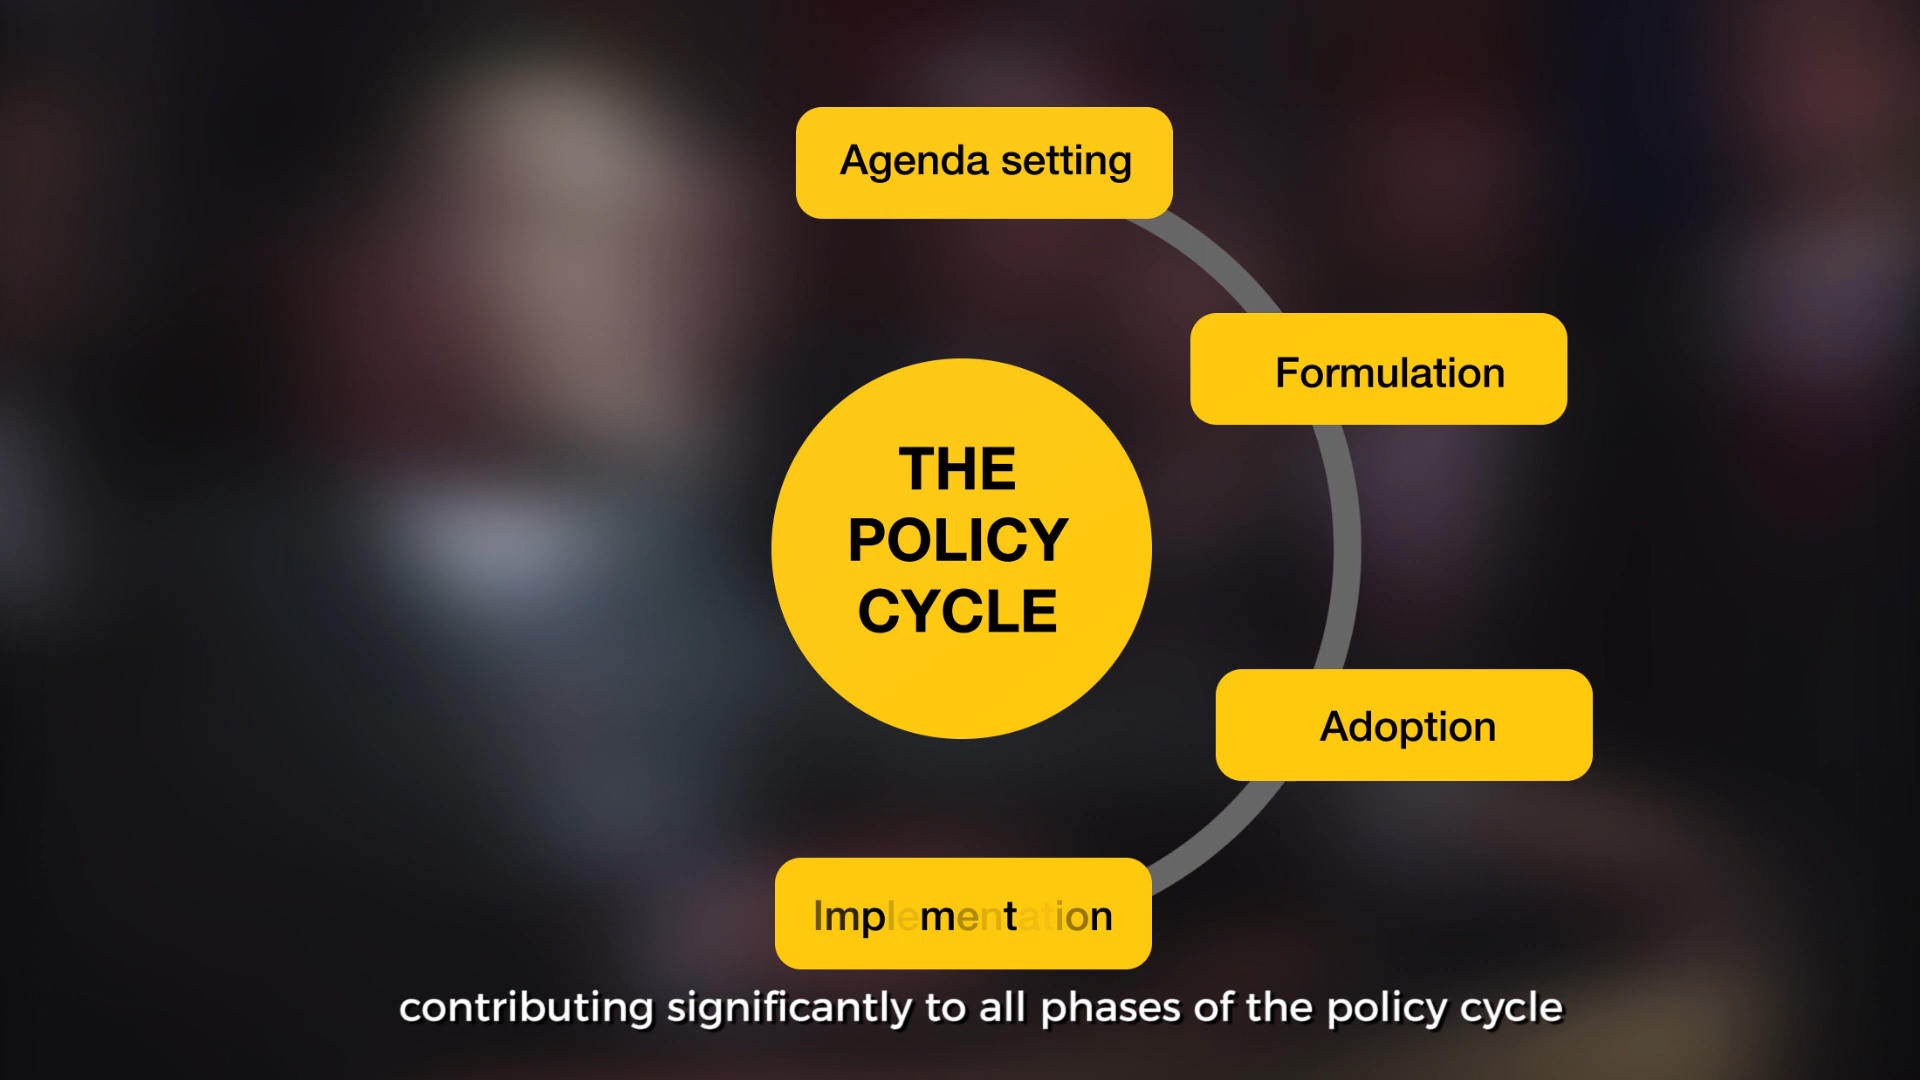 Agenda setting
Formulation
THE
POLICY
CYCLE
Adoption
Implementation
contributing significantly to all phases of the policy cycle